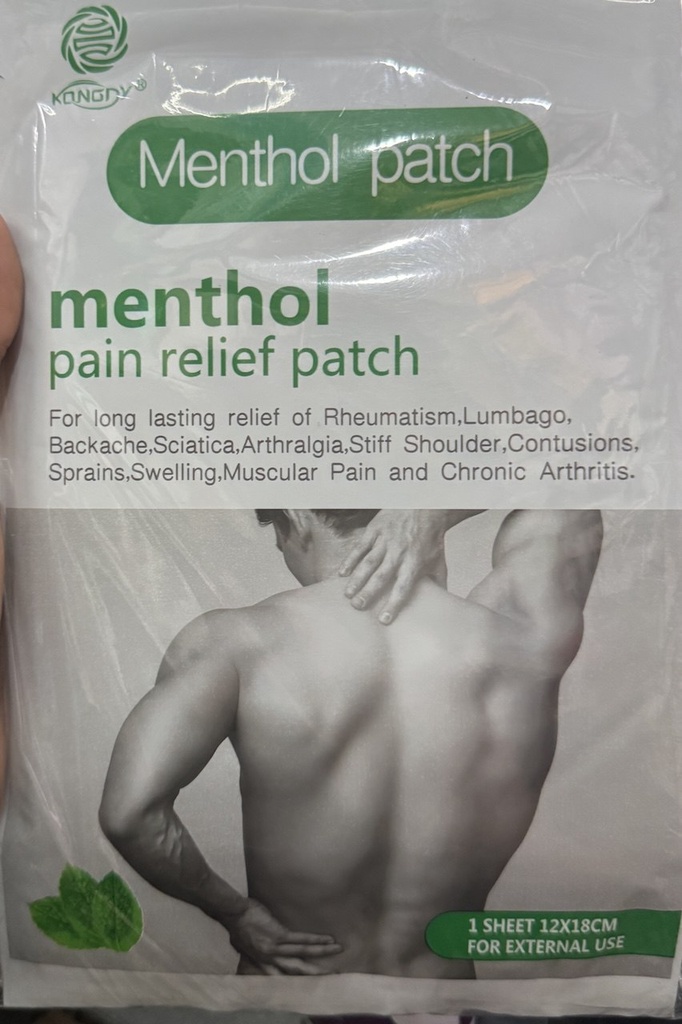 KONGDY®
Menthol patch
menthol
pain relief patch
For long lasting relief of Rheumatism,Lumbago,
Backache,Sciatica,Arthralgia,Stiff Shoulder,Contusions,
Sprains,Swelling,Muscular Pain and Chronic Arthritis.
1 SHEET 12X18CM
FOR EXTERNAL USE